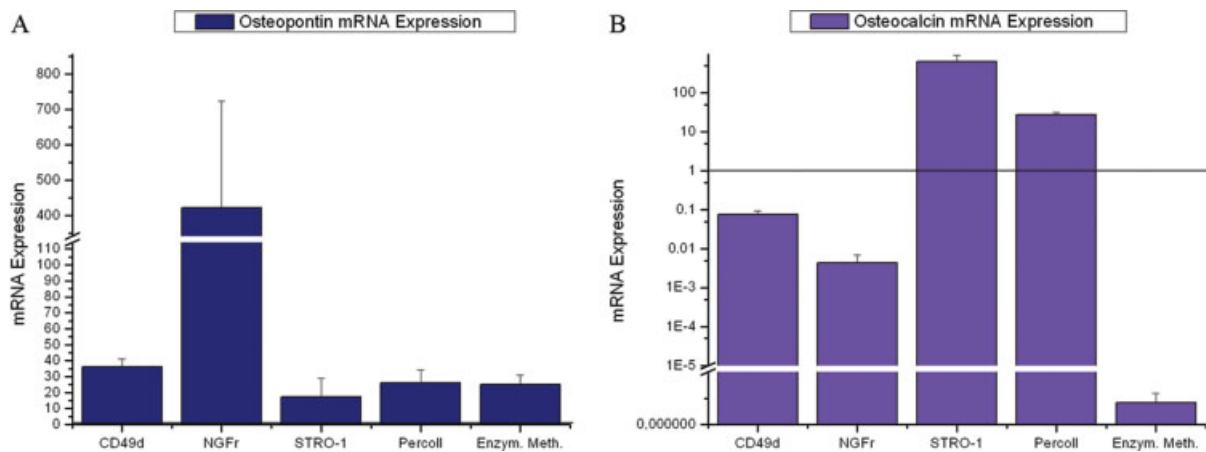 A
Osteopontin mRNA Expression
mRNA Expression
800
700
600
500
400
110
100
90
80
70
60
50
40
30
20
10
0
CD49d NGFr STRO-1 Percoll Enzym. Meth.
B
Osteocalcin mRNA Expression
mRNA Expression
100
10
1
0.1
0.01
1E-3
1E-4
1E-5
0,000000
CD49d NGFr STRO-1 Percoll Enzym. Meth.